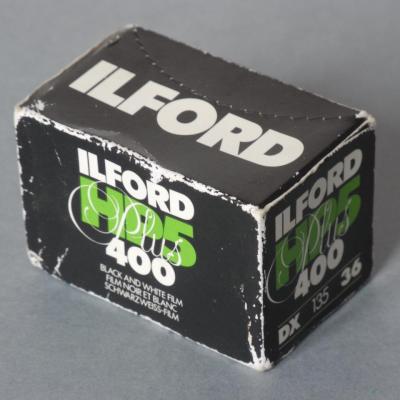 ILFORD
ILFORD
HP5
Plus
400
BLACK AND WHITE FILM
FILM NOIR ET BLANC
SCHWARZWEISS-FILM
ILFORD
HP5
Plus
400
DX 135 36